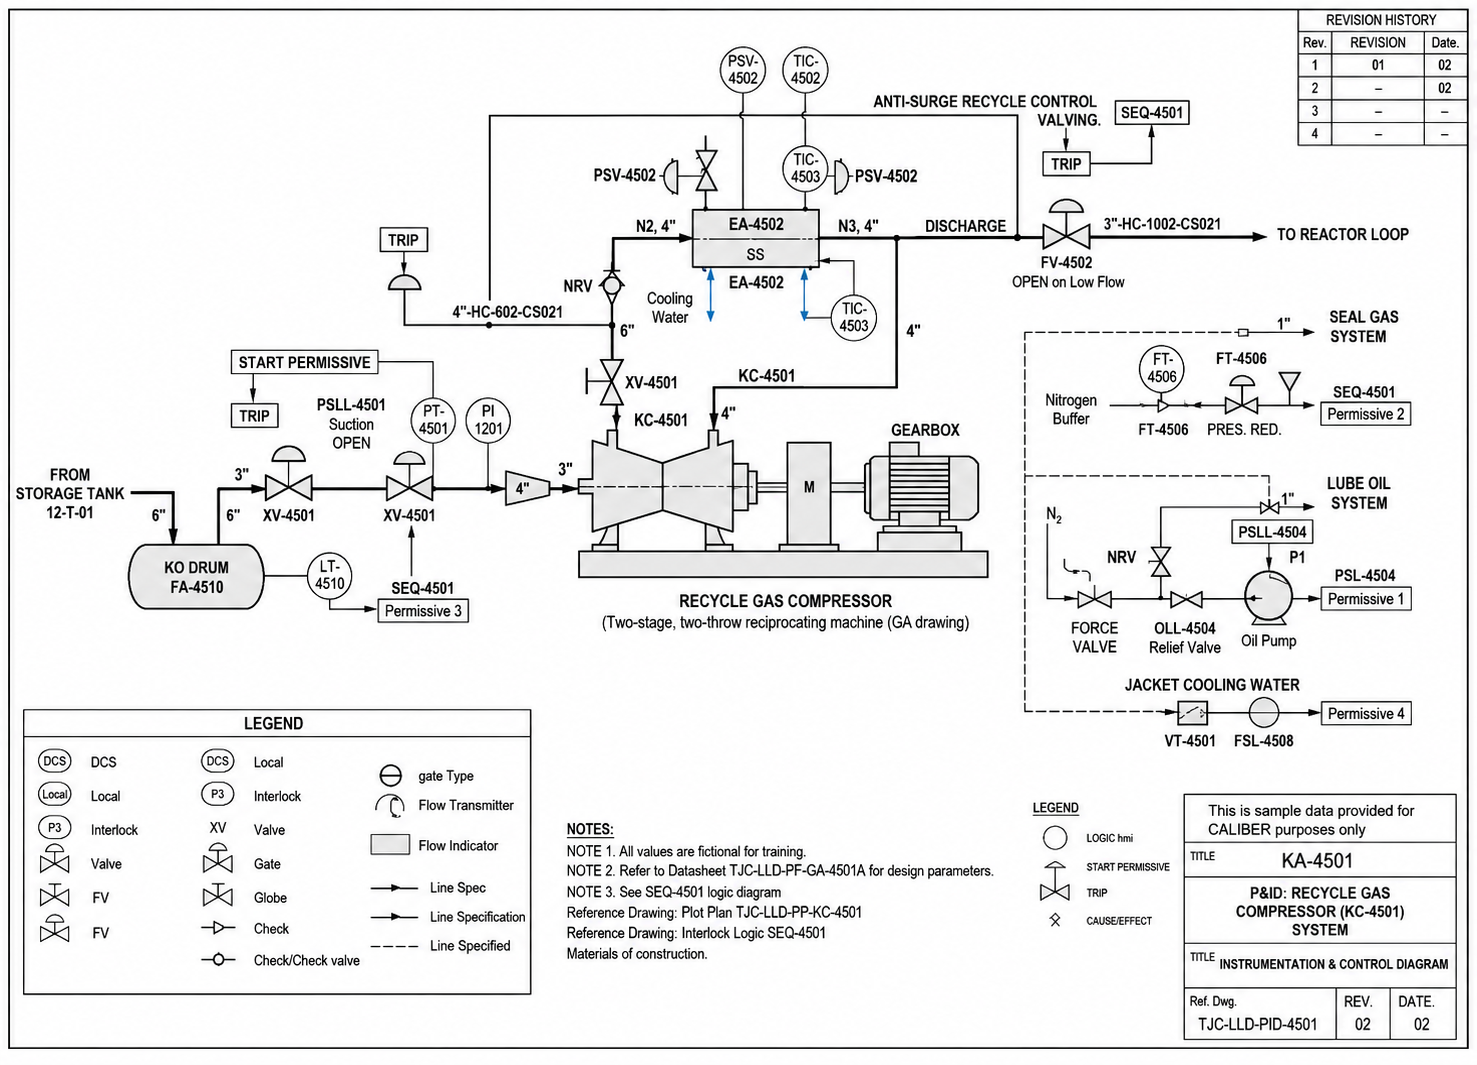 REVISION HISTORY
Rev. REVISION Date.
1 01 02
2 – 02
3 – –
4 – –
PSV-
4502
TIC-
4502
ANTI-SURGE RECYCLE CONTROL
VALVING.
SEQ-4501
TRIP
PSV-4502
TIC-
4503
PSV-4502
N2, 4"
EA-4502
SS
EA-4502
N3, 4"
DISCHARGE
3"-HC-1002-CS021
TO REACTOR LOOP
FV-4502
OPEN on Low Flow
TRIP
NRV
Cooling
Water
TIC-
4503
4"-HC-602-CS021
6"
4"
SEAL GAS
SYSTEM
1"
START PERMISSIVE
TRIP
PSLL-4501
Suction
OPEN
PT-
4501
PI
1201
XV-4501
KC-4501
KC-4501
4"
FT-
4506
FT-4506
Nitrogen
Buffer
FT-4506
PRES. RED.
SEQ-4501
Permissive 2
GEARBOX
FROM
STORAGE TANK
12-T-01
3"
XV-4501
XV-4501
4"
3"
M
6"
6"
KO DRUM
FA-4510
LT-
4510
SEQ-4501
Permissive 3
RECYCLE GAS COMPRESSOR
(Two-stage, two-throw reciprocating machine (GA drawing)
LUBE OIL
SYSTEM
1"
N2
PSLL-4504
NRV
P1
PSL-4504
Permissive 1
FORCE
VALVE
OLL-4504
Relief Valve
Oil Pump
JACKET COOLING WATER
Permissive 4
VT-4501
FSL-4508
LEGEND
DCS DCS
Local Local
P3 Interlock
Valve
FV
FV
DCS Local
P3 Interlock
XV Valve
Gate
Globe
Check
Check/Check valve
gate Type
Flow Transmitter
Flow Indicator
Line Spec
Line Specification
Line Specified
NOTES:
NOTE 1. All values are fictional for training.
NOTE 2. Refer to Datasheet TJC-LLD-PF-GA-4501A for design parameters.
NOTE 3. See SEQ-4501 logic diagram
Reference Drawing: Plot Plan TJC-LLD-PP-KC-4501
Reference Drawing: Interlock Logic SEQ-4501
Materials of construction.
LEGEND
LOGIC hmi
START PERMISSIVE
TRIP
CAUSE/EFFECT
This is sample data provided for
CALIBER purposes only
TITLE KA-4501
P&ID: RECYCLE GAS
COMPRESSOR (KC-4501)
SYSTEM
TITLE INSTRUMENTATION & CONTROL DIAGRAM
Ref. Dwg. REV. DATE.
TJC-LLD-PID-4501 02 02